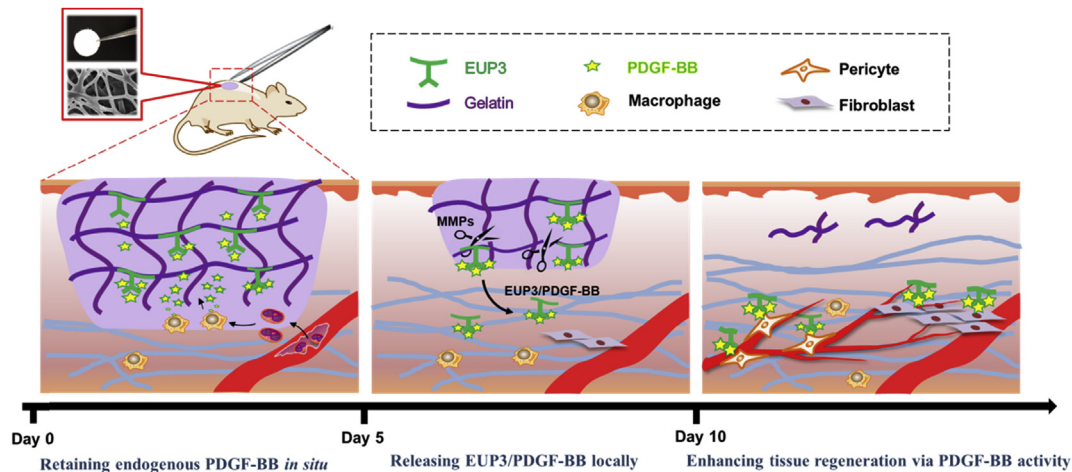 EUP3
PDGF-BB
Pericyte
Gelatin
Macrophage
Fibroblast
MMPs
EUP3/PDGF-BB
Day 0
Day 5
Day 10
Retaining endogenous PDGF-BB in situ
Releasing EUP3/PDGF-BB locally
Enhancing tissue regeneration via PDGF-BB activity